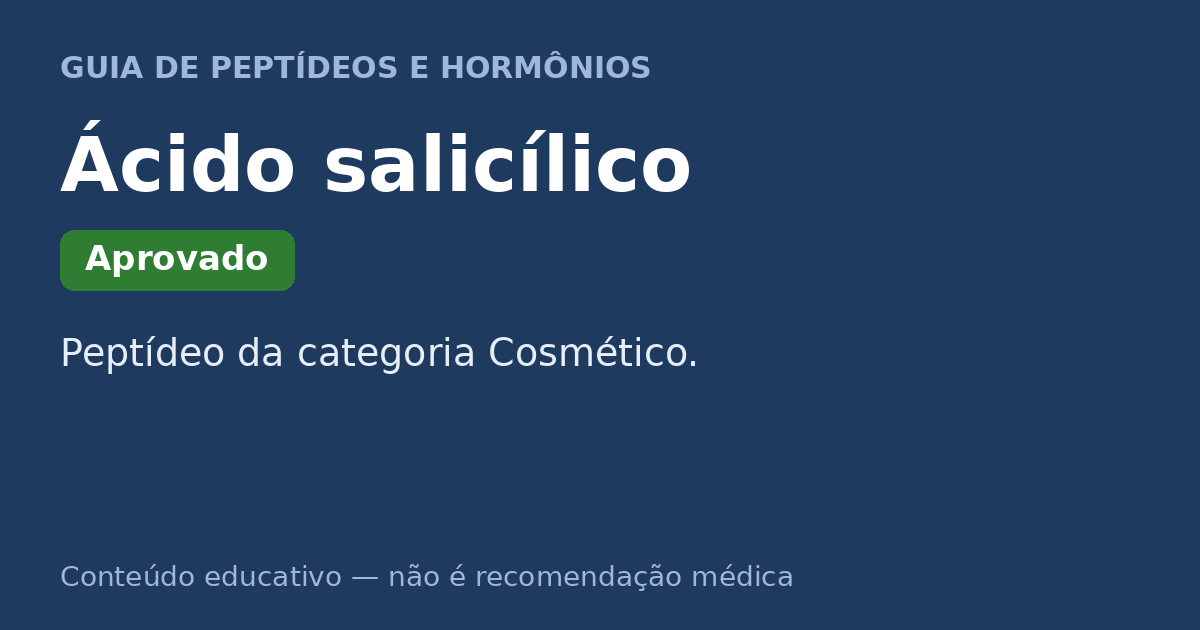 GUIA DE PEPTÍDEOS E HORMÔNIOS
Ácido salicílico
Aprovado
Peptídeo da categoria Cosmético.
Conteúdo educativo — não é recomendação médica